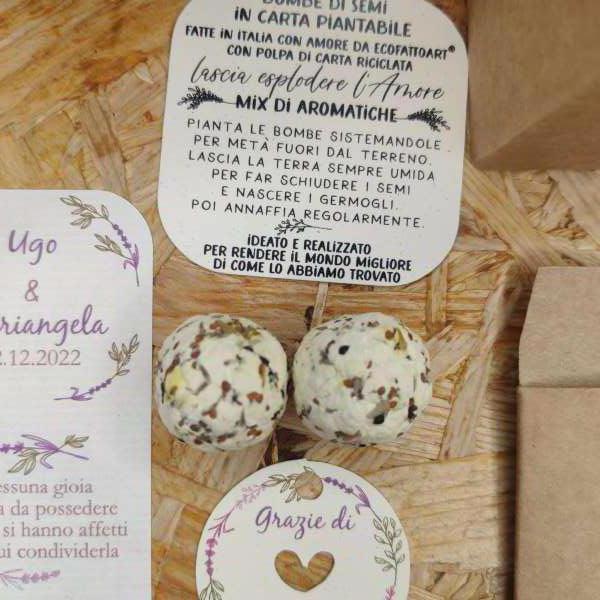 BOMBE DI SEMI
IN CARTA PIANTABILE
FATTE IN ITALIA CON AMORE DA ECOFATTOART®
CON POLPA DI CARTA RICICLATA
lascia esplodere l'Amore
MIX DI AROMATICHE
PIANTA LE BOMBE SISTEMANDOLE
PER METÀ FUORI DAL TERRENO.
LASCIA LA TERRA SEMPRE UMIDA
PER FAR SCHIUDERE I SEMI
E NASCERE I GERMOGLI.
POI ANNAFFIA REGOLARMENTE.
IDEATO E REALIZZATO
PER RENDERE IL MONDO MIGLIORE
DI COME LO ABBIAMO TROVATO
Ugo
&
riangela
2.12.2022
essuna gioia
a da possedere
si hanno affetti
ui condividerla
Grazie di